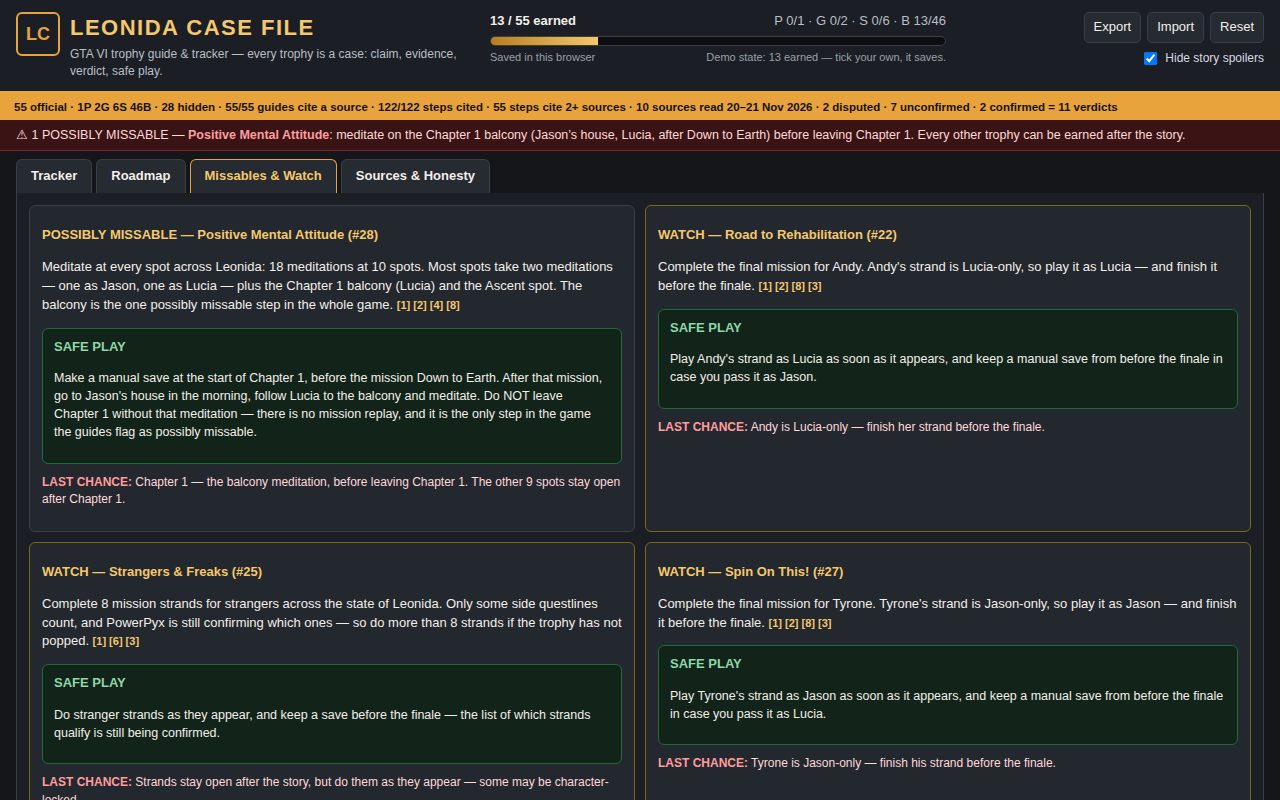 LC
LEONIDA CASE FILE
GTA VI trophy guide & tracker — every trophy is a case: claim, evidence,
verdict, safe play.
13 / 55 earned
P 0/1 · G 0/2 · S 0/6 · B 13/46
Saved in this browser
Demo state: 13 earned — tick your own, it saves.
Export
Import
Reset
Hide story spoilers
55 official · 1P 2G 6S 46B · 28 hidden · 55/55 guides cite a source · 122/122 steps cited · 55 steps cite 2+ sources · 10 sources read 20–21 Nov 2026 · 2 disputed · 7 unconfirmed · 2 confirmed = 11 verdicts
⚠ 1 POSSIBLY MISSABLE — Positive Mental Attitude: meditate on the Chapter 1 balcony (Jason's house, Lucia, after Down to Earth) before leaving Chapter 1. Every other trophy can be earned after the story.
Tracker
Roadmap
Missables & Watch
Sources & Honesty
POSSIBLY MISSABLE — Positive Mental Attitude (#28)
Meditate at every spot across Leonida: 18 meditations at 10 spots. Most spots take two meditations
— one as Jason, one as Lucia — plus the Chapter 1 balcony (Lucia) and the Ascent spot. The
balcony is the one possibly missable step in the whole game. [1] [2] [4] [8]
SAFE PLAY
Make a manual save at the start of Chapter 1, before the mission Down to Earth. After that mission,
go to Jason's house in the morning, follow Lucia to the balcony and meditate. Do NOT leave
Chapter 1 without that meditation — there is no mission replay, and it is the only step in the game
the guides flag as possibly missable.
LAST CHANCE: Chapter 1 — the balcony meditation, before leaving Chapter 1. The other 9 spots stay open
after Chapter 1.
WATCH — Road to Rehabilitation (#22)
Complete the final mission for Andy. Andy's strand is Lucia-only, so play it as Lucia — and finish it
before the finale. [1] [2] [8] [3]
SAFE PLAY
Play Andy's strand as Lucia as soon as it appears, and keep a manual save from before the finale in
case you pass it as Jason.
LAST CHANCE: Andy is Lucia-only — finish her strand before the finale.
WATCH — Strangers & Freaks (#25)
Complete 8 mission strands for strangers across the state of Leonida. Only some side questlines
count, and PowerPyx is still confirming which ones — so do more than 8 strands if the trophy has not
popped. [1] [6] [3]
SAFE PLAY
Do stranger strands as they appear, and keep a save before the finale — the list of which strands
qualify is still being confirmed.
LAST CHANCE: Strands stay open after the story, but do them as they appear — some may be character-
locked.
WATCH — Spin On This! (#27)
Complete the final mission for Tyrone. Tyrone's strand is Jason-only, so play it as Jason — and finish
it before the finale. [1] [2] [8] [3]
SAFE PLAY
Play Tyrone's strand as Jason as soon as it appears, and keep a manual save from before the finale
in case you pass it as Lucia.
LAST CHANCE: Tyrone is Jason-only — finish his strand before the finale.